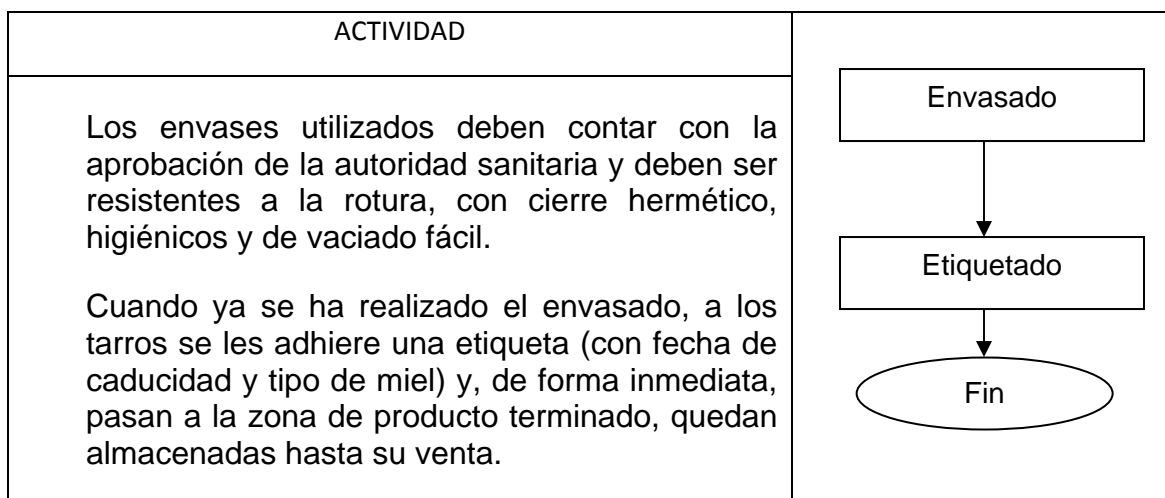 ACTIVIDAD
Los envases utilizados deben contar con la
aprobación de la autoridad sanitaria y deben ser
resistentes a la rotura, con cierre hermético,
higiénicos y de vaciado fácil.
Cuando ya se ha realizado el envasado, a los
tarros se les adhiere una etiqueta (con fecha de
caducidad y tipo de miel) y, de forma inmediata,
pasan a la zona de producto terminado, quedan
almacenadas hasta su venta.
Envasado
Etiquetado
Fin